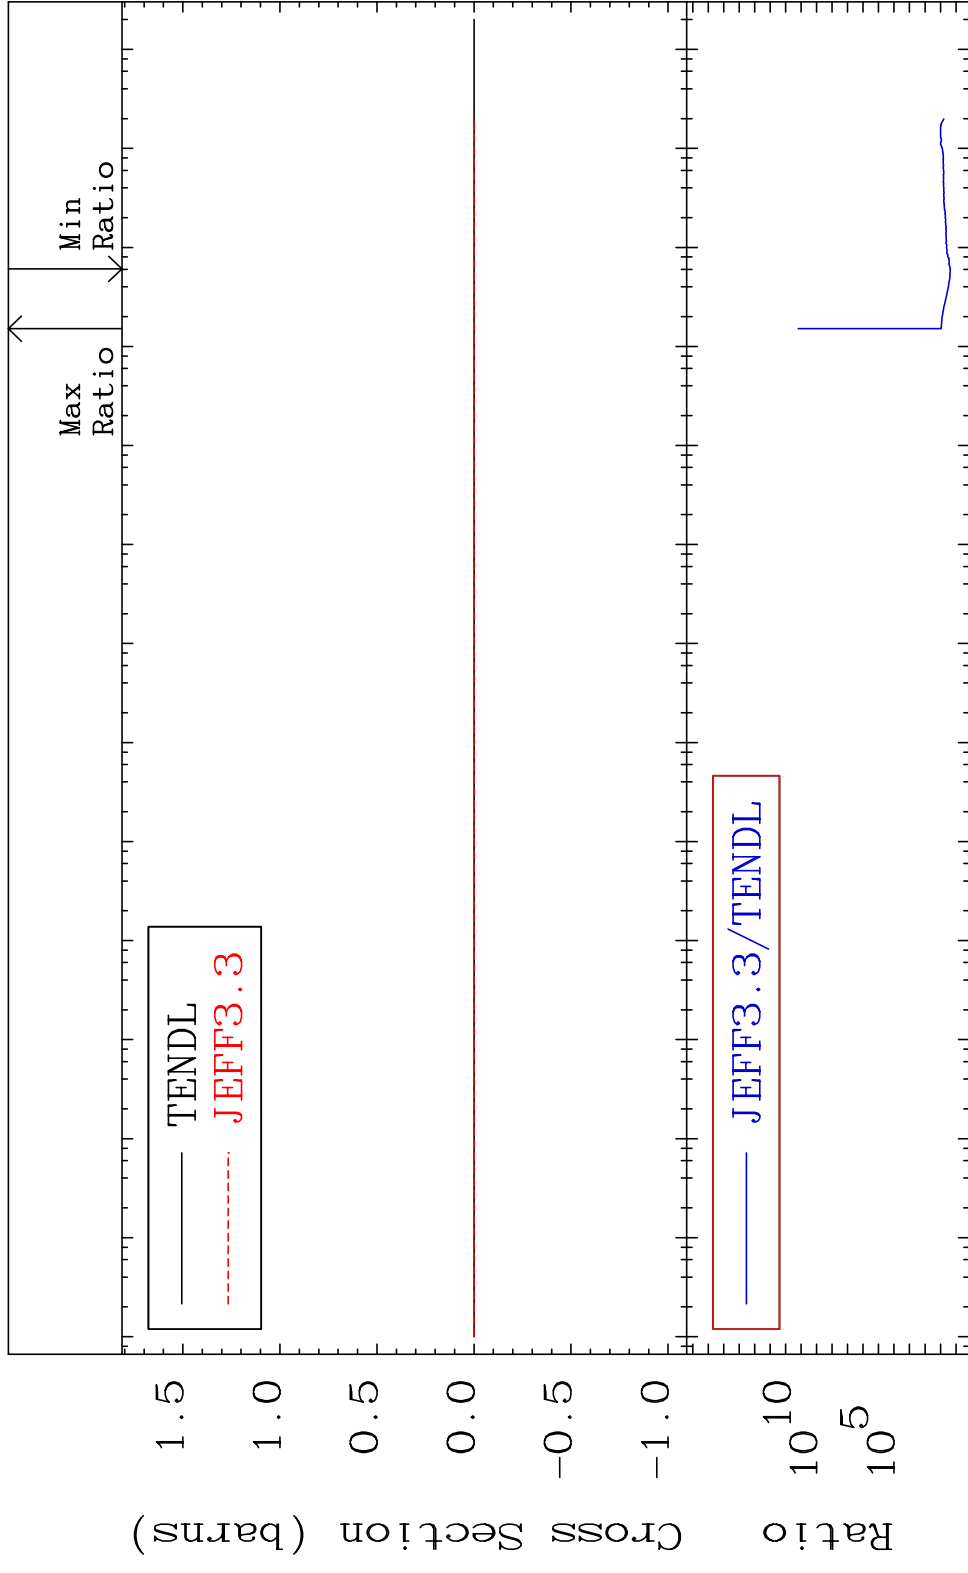 Max
Ratio
Min
Ratio
TENDL
JEFF3.3
1.5
1.0
0.5
0.0
-0.5
-1.0
Cross Section (barns)
JEFF3.3/TENDL
10^10
10^5
Ratio